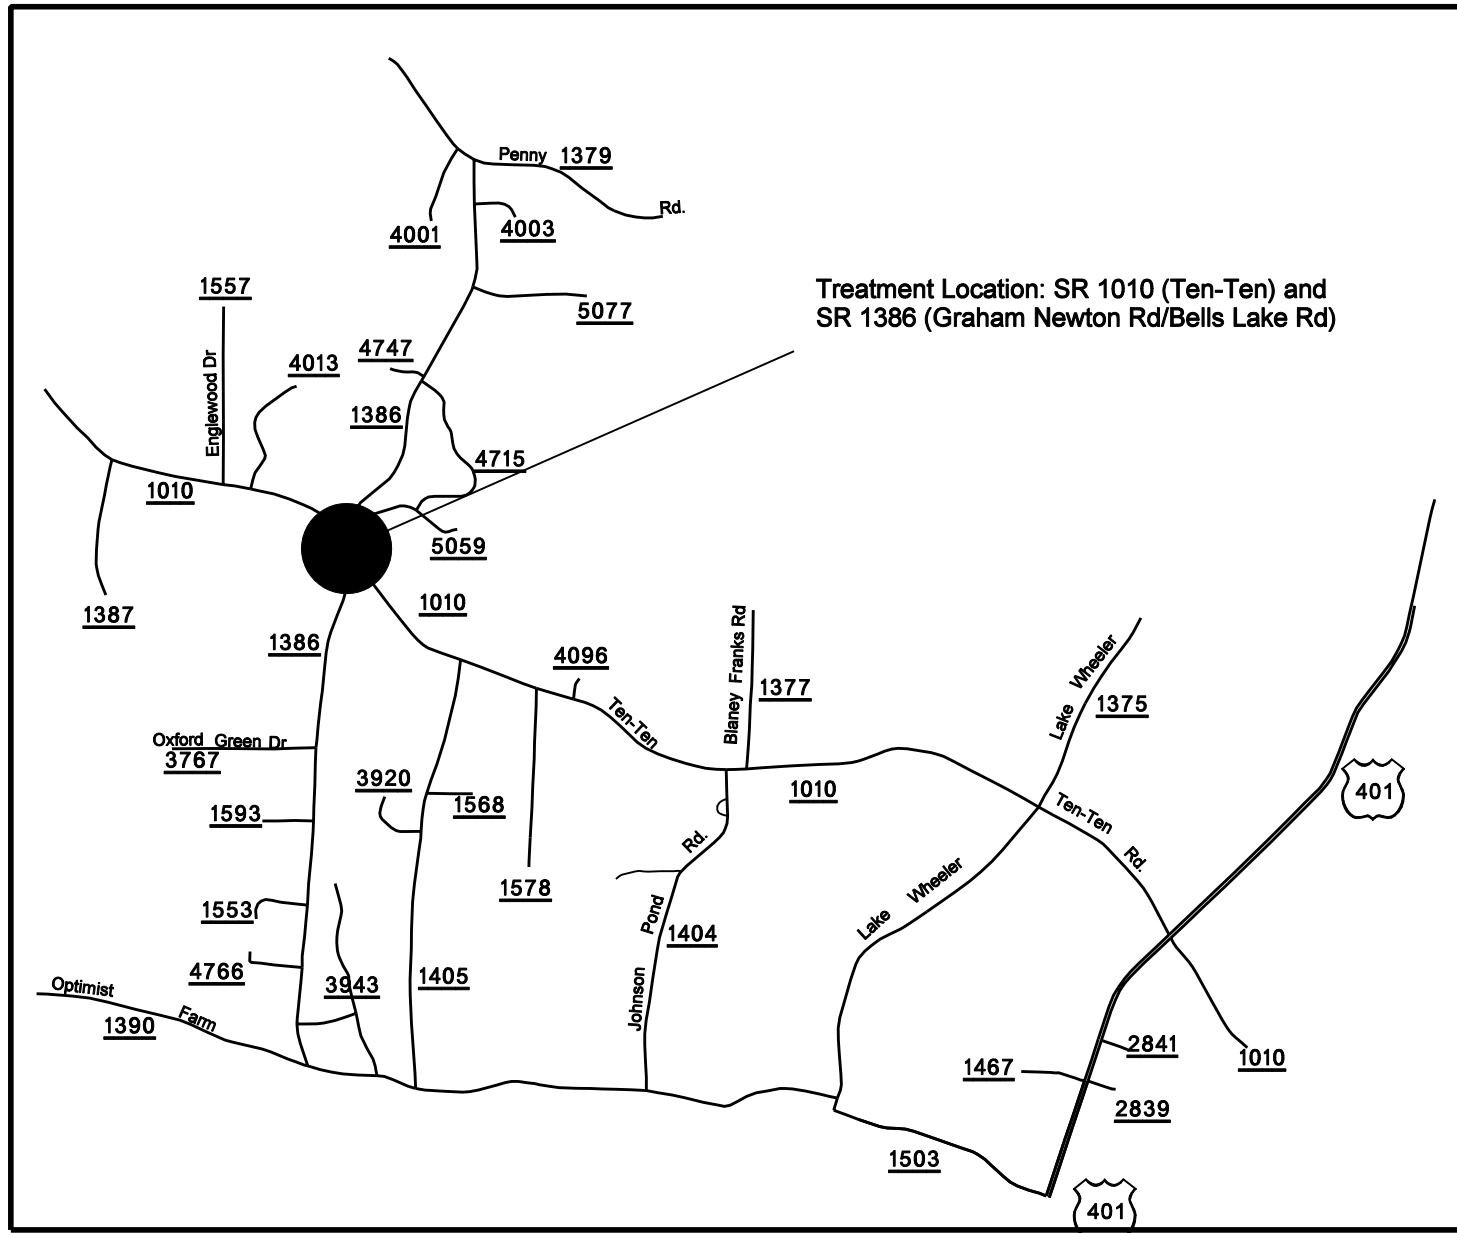 Penny
1379
Rd.
4001
4003
1557
5077
Treatment Location: SR 1010 (Ten-Ten) and
SR 1386 (Graham Newton Rd/Bells Lake Rd)
4747
4013
Englewood Dr
1386
4715
1010
5059
1387
1010
1386
4096
Blaney Franks Rd
1377
Lake Wheeler
1375
Ten-Ten
Oxford Green Dr
3767
3920
1568
1010
401
1593
Ten-Ten Rd.
Rd.
1578
Lake Wheeler
1553
Pond
1404
4766
3943
1405
Johnson
Optimist
Farm
1390
2841
1467
1010
2839
1503
401